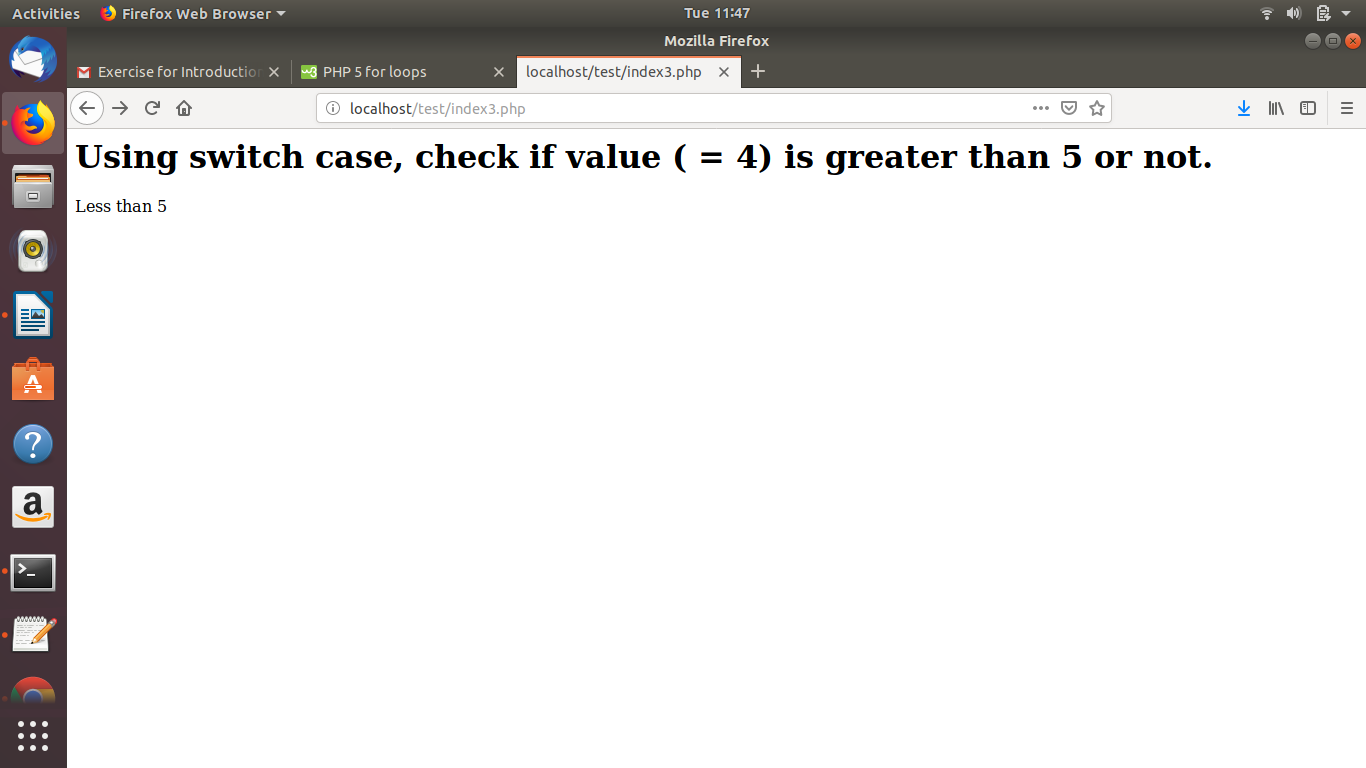 Activities Firefox Web Browser Tue 11:47
Mozilla Firefox
Exercise for Introduction PHP 5 for loops localhost/test/index3.php
localhost/test/index3.php
Using switch case, check if value ( = 4) is greater than 5 or not.
Less than 5